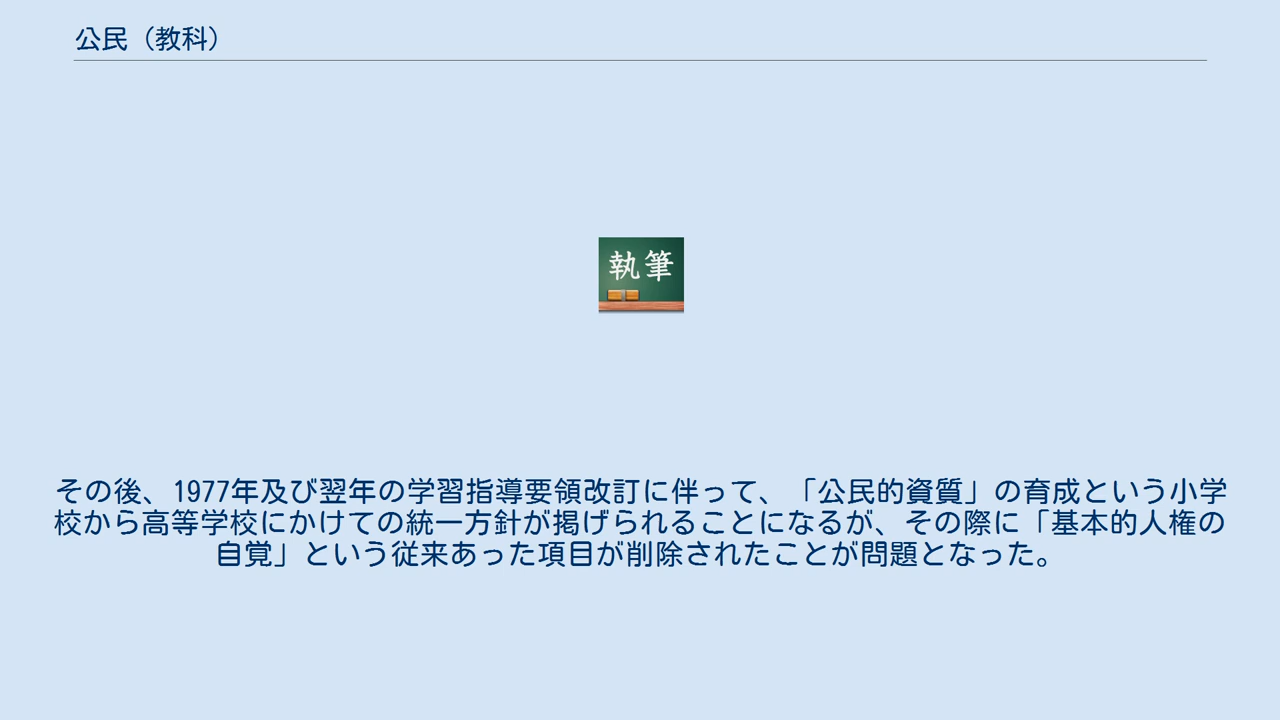 公民（教科）
執筆
その後、1977年及び翌年の学習指導要領改訂に伴って、「公民的資質」の育成という小学
校から高等学校にかけての統一方針が掲げられることになるが、その際に「基本的人権の
自覚」という従来あった項目が削除されたことが問題となった。